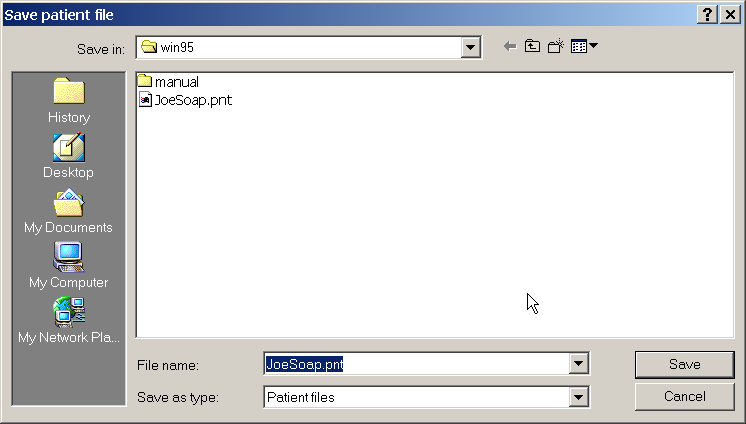 Save patient file
Save in:
win95
manual
JoeSoap.pnt
History
Desktop
My Documents
My Computer
My Network Pla...
File name:
JoeSoap.pnt
Save
Save as type:
Patient files
Cancel